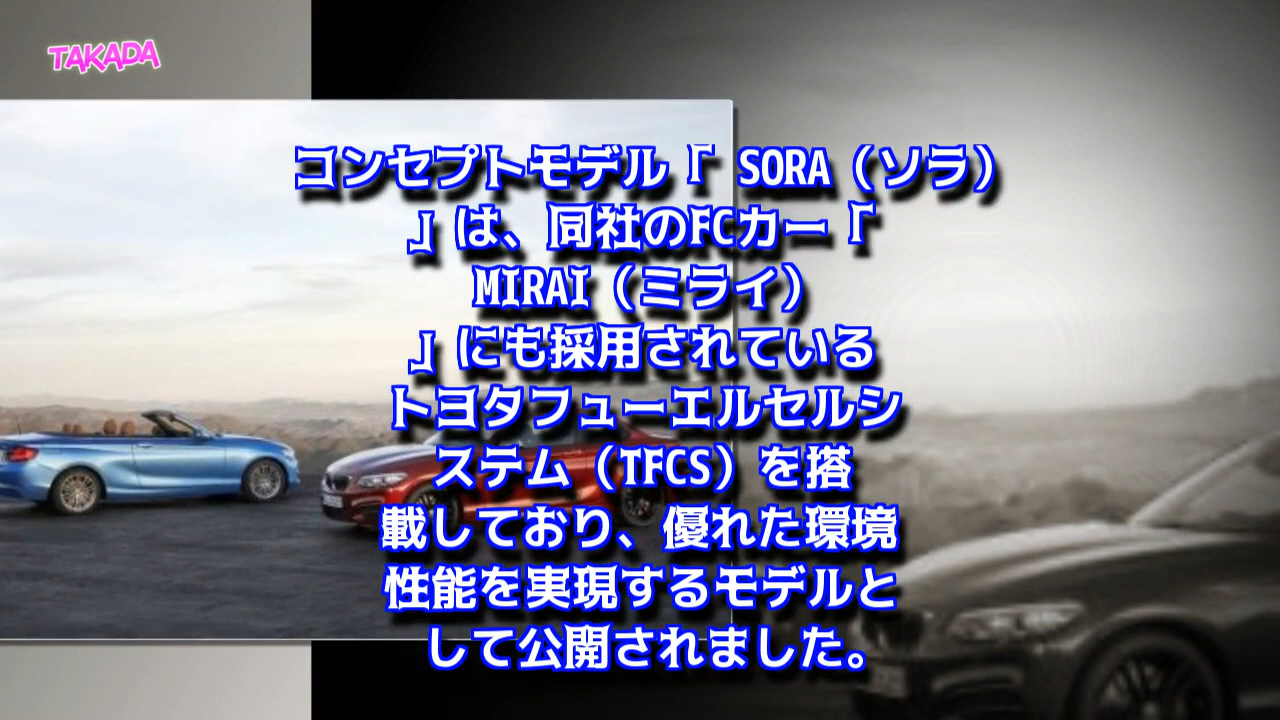 TAKADA
コンセプトモデル『 SORA（ソラ）
』は、同社のFCカー『
MIRAI（ミライ）
』にも採用されている
トヨタフューエルセルシ
ステム（TFCS）を搭
載しており、優れた環境
性能を実現するモデルと
して公開されました。